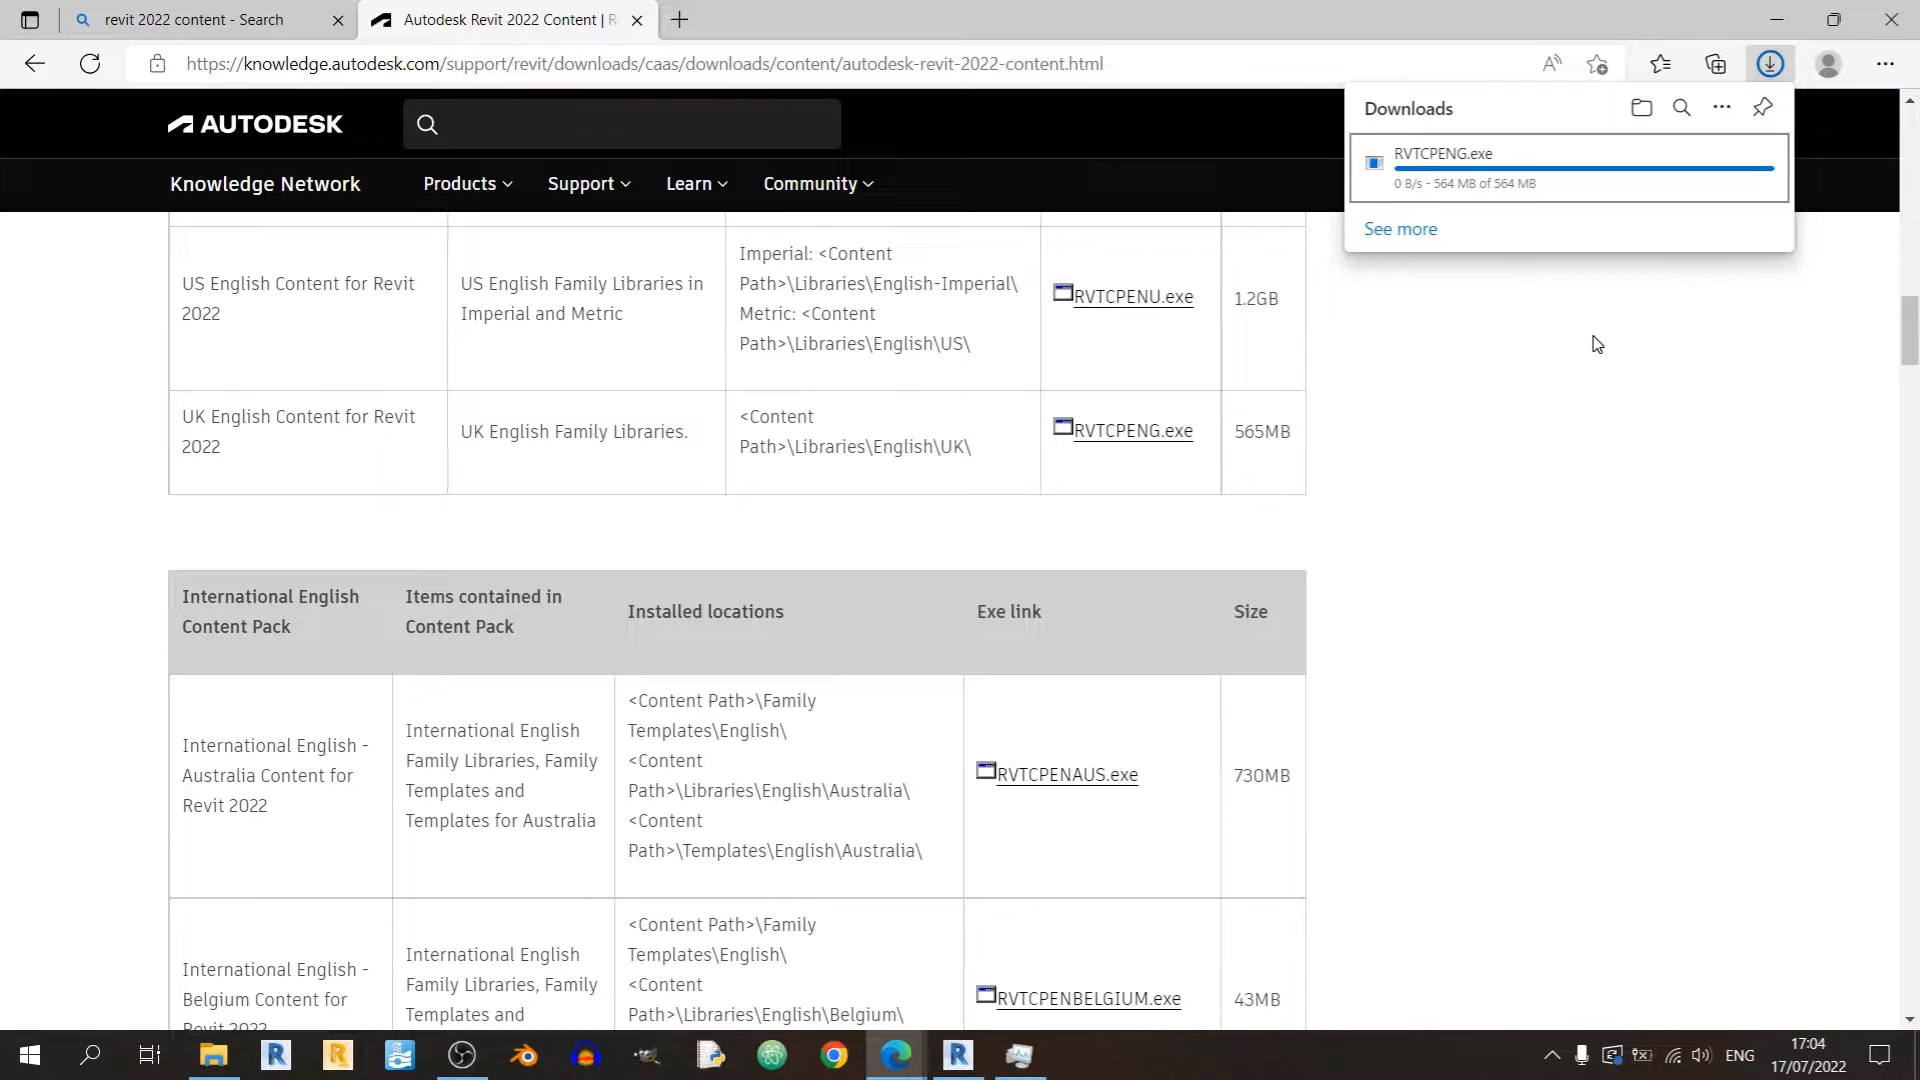 revit 2022 content - Search
Autodesk Revit 2022 Content | R
https://knowledge.autodesk.com/support/revit/downloads/caas/downloads/content/autodesk-revit-2022-content.html
Downloads
RVTCPENG.exe
0 B/s - 564 MB of 564 MB
See more
AUTODESK
Knowledge Network
Products
Support
Learn
Community
US English Content for Revit
2022
US English Family Libraries in
Imperial and Metric
Imperial: <Content
Path>\Libraries\English-Imperial\
Metric: <Content
Path>\Libraries\English\US\
RVTCPENU.exe
1.2GB
UK English Content for Revit
2022
UK English Family Libraries.
<Content
Path>\Libraries\English\UK\
RVTCPENG.exe
565MB
International English
Content Pack
Items contained in
Content Pack
Installed locations
Exe link
Size
International English -
Australia Content for
Revit 2022
International English
Family Libraries, Family
Templates and
Templates for Australia
<Content Path>\Family
Templates\English\
<Content
Path>\Libraries\English\Australia\
<Content
Path>\Templates\English\Australia\
RVTCPENAUS.exe
730MB
International English -
Belgium Content for
Revit 2022
International English
Family Libraries, Family
Templates and
<Content Path>\Family
Templates\English\
<Content
Path>\Libraries\English\Belgium\
RVTCPENBELGIUM.exe
43MB
ENG
17:04
17/07/2022